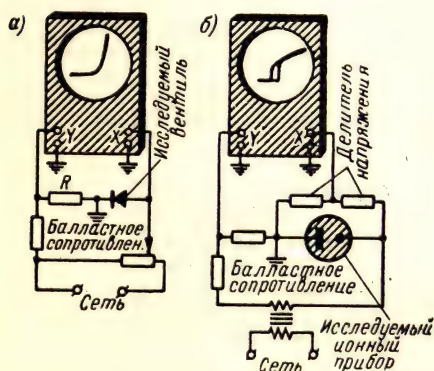 а)
Y
X
Исследуемый
вентиль
R
Балластное
сопротивлен.
Сеть
б)
Y
X
Делитель
напряжения
Балластное
сопротивление
Исследуемый
ионный
прибор
Сеть